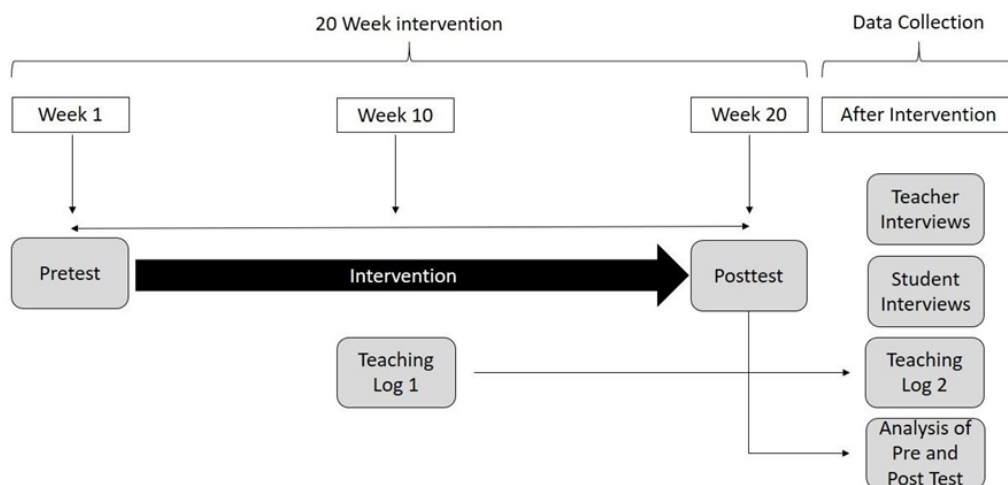 20 Week intervention
Data Collection
Week 1
Week 10
Week 20
After Intervention
Teacher
Interviews
Pretest
Intervention
Posttest
Student
Interviews
Teaching
Log 1
Teaching
Log 2
Analysis of
Pre and
Post Test